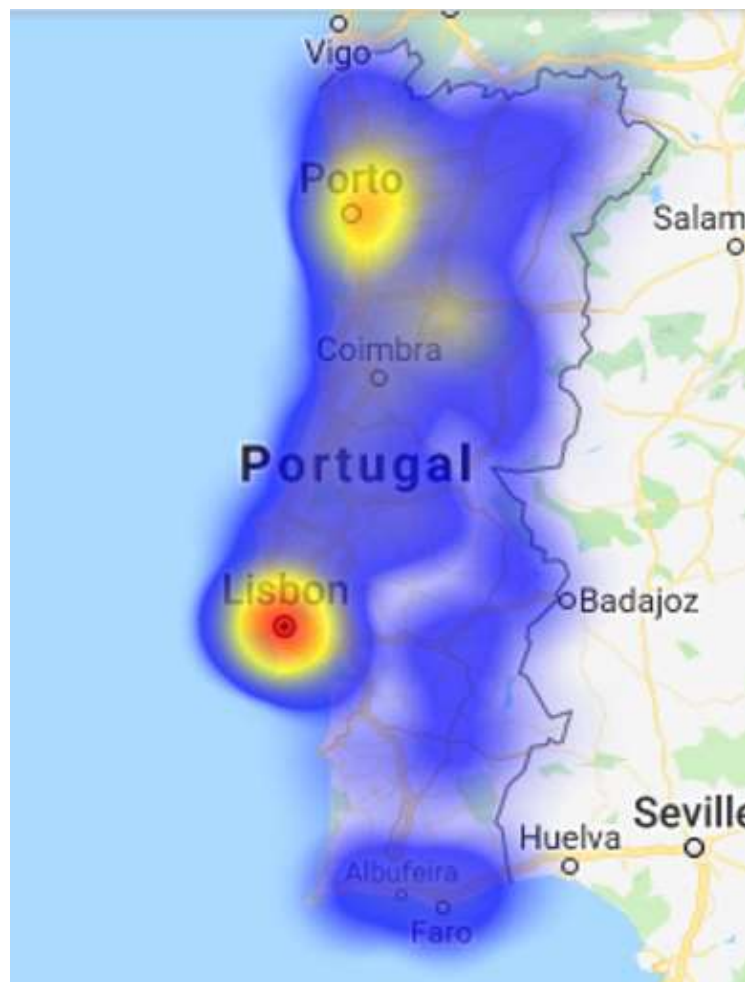 Vigo
Porto
Salam
Coimbra
Portugal
Lisbon
Badajoz
Seville
Huelva
Albufeira
Faro